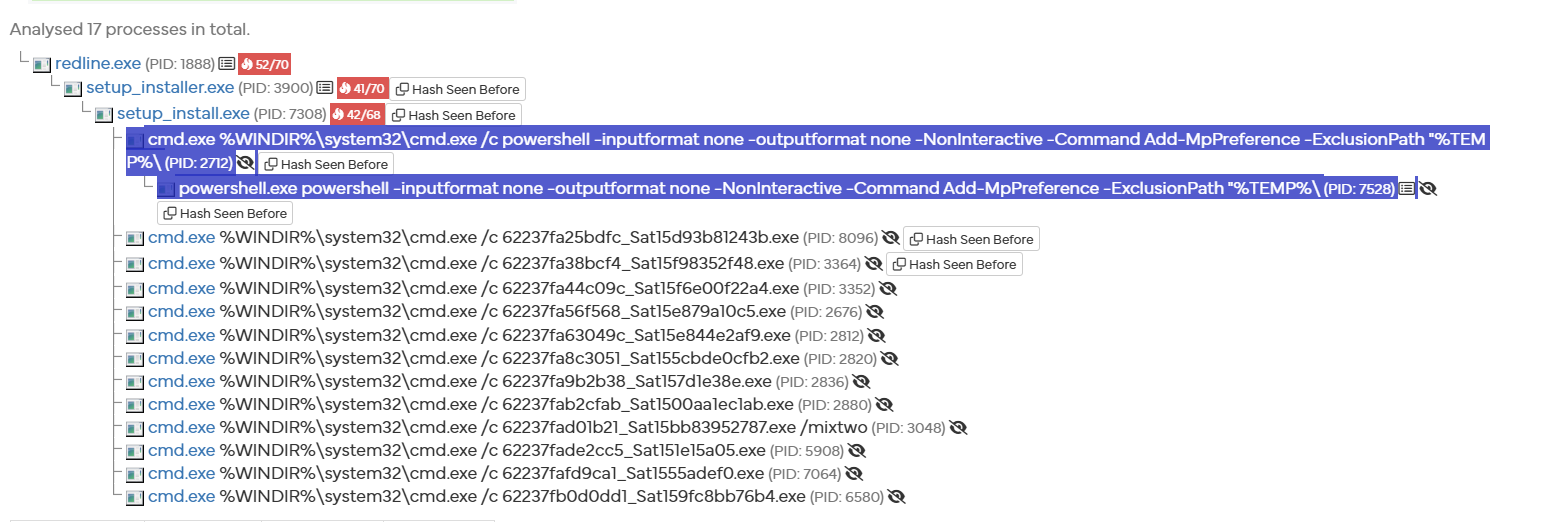 Analysed 17 processes in total.
redline.exe (PID: 1888) 52/70
setup_installer.exe (PID: 3900) 41/70 Hash Seen Before
setup_install.exe (PID: 7308) 42/68 Hash Seen Before
cmd.exe %WINDIR%\system32\cmd.exe /c powershell -inputformat none -outputformat none -NonInteractive -Command Add-MpPreference -ExclusionPath "%TEM
P%\ (PID: 2712) Hash Seen Before
powershell.exe powershell -inputformat none -outputformat none -NonInteractive -Command Add-MpPreference -ExclusionPath "%TEMP%\ (PID: 7528)
Hash Seen Before
cmd.exe %WINDIR%\system32\cmd.exe /c 62237fa25bdfc_Sat15d93b81243b.exe (PID: 8096) Hash Seen Before
cmd.exe %WINDIR%\system32\cmd.exe /c 62237fa38bcf4_Sat15f98352f48.exe (PID: 3364) Hash Seen Before
cmd.exe %WINDIR%\system32\cmd.exe /c 62237fa44c09c_Sat15f6e00f22a4.exe (PID: 3352)
cmd.exe %WINDIR%\system32\cmd.exe /c 62237fa56f568_Sat15e879a10c5.exe (PID: 2676)
cmd.exe %WINDIR%\system32\cmd.exe /c 62237fa63049c_Sat15e844e2af9.exe (PID: 2812)
cmd.exe %WINDIR%\system32\cmd.exe /c 62237fa8c3051_Sat155cbde0cfb2.exe (PID: 2820)
cmd.exe %WINDIR%\system32\cmd.exe /c 62237fa9b2b38_Sat157d1e38e.exe (PID: 2836)
cmd.exe %WINDIR%\system32\cmd.exe /c 62237fab2cfab_Sat1500aa1ec1ab.exe (PID: 2880)
cmd.exe %WINDIR%\system32\cmd.exe /c 62237fad01b21_Sat15bb83952787.exe /mixtwo (PID: 3048)
cmd.exe %WINDIR%\system32\cmd.exe /c 62237fade2cc5_Sat151e15a05.exe (PID: 5908)
cmd.exe %WINDIR%\system32\cmd.exe /c 62237fafd9ca1_Sat1555adef0.exe (PID: 7064)
cmd.exe %WINDIR%\system32\cmd.exe /c 62237fb0d0dd1_Sat159fc8bb76b4.exe (PID: 6580)